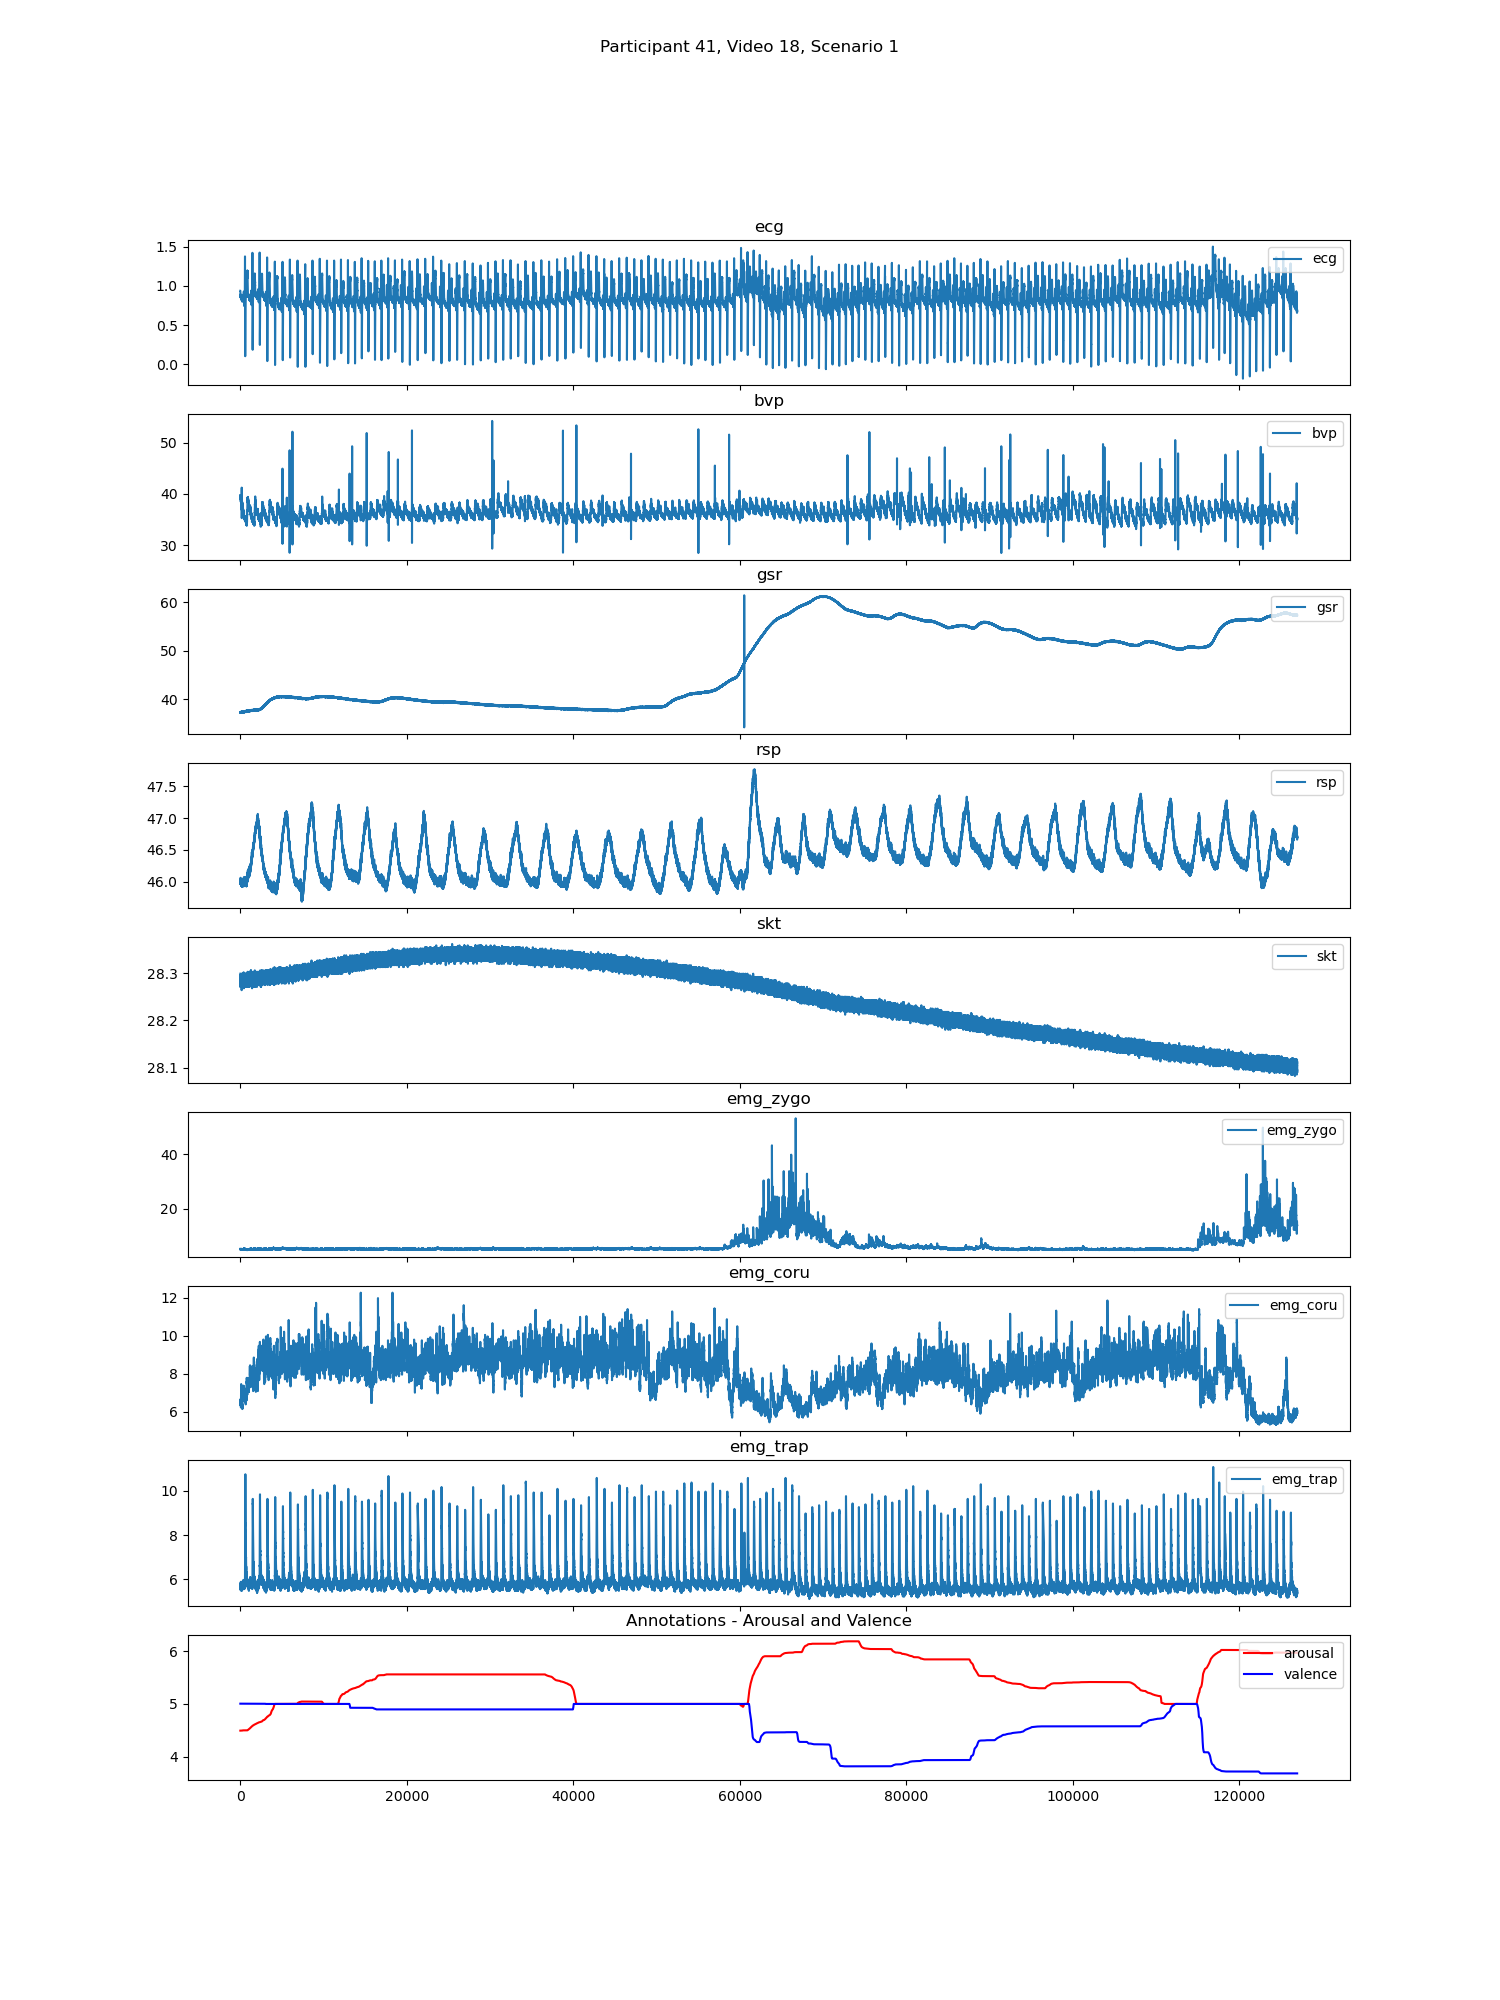 Participant 41, Video 18, Scenario 1
ecg
1.5
1.0
0.5
0.0
ecg
bvp
50
40
30
bvp
gsr
60
50
40
gsr
rsp
47.5
47.0
46.5
46.0
rsp
skt
28.3
28.2
28.1
skt
emg_zygo
40
20
emg_zygo
emg_coru
12
10
8
6
emg_coru
emg_trap
10
8
6
emg_trap
Annotations - Arousal and Valence
6
5
4
arousal
valence
0 20000 40000 60000 80000 100000 120000